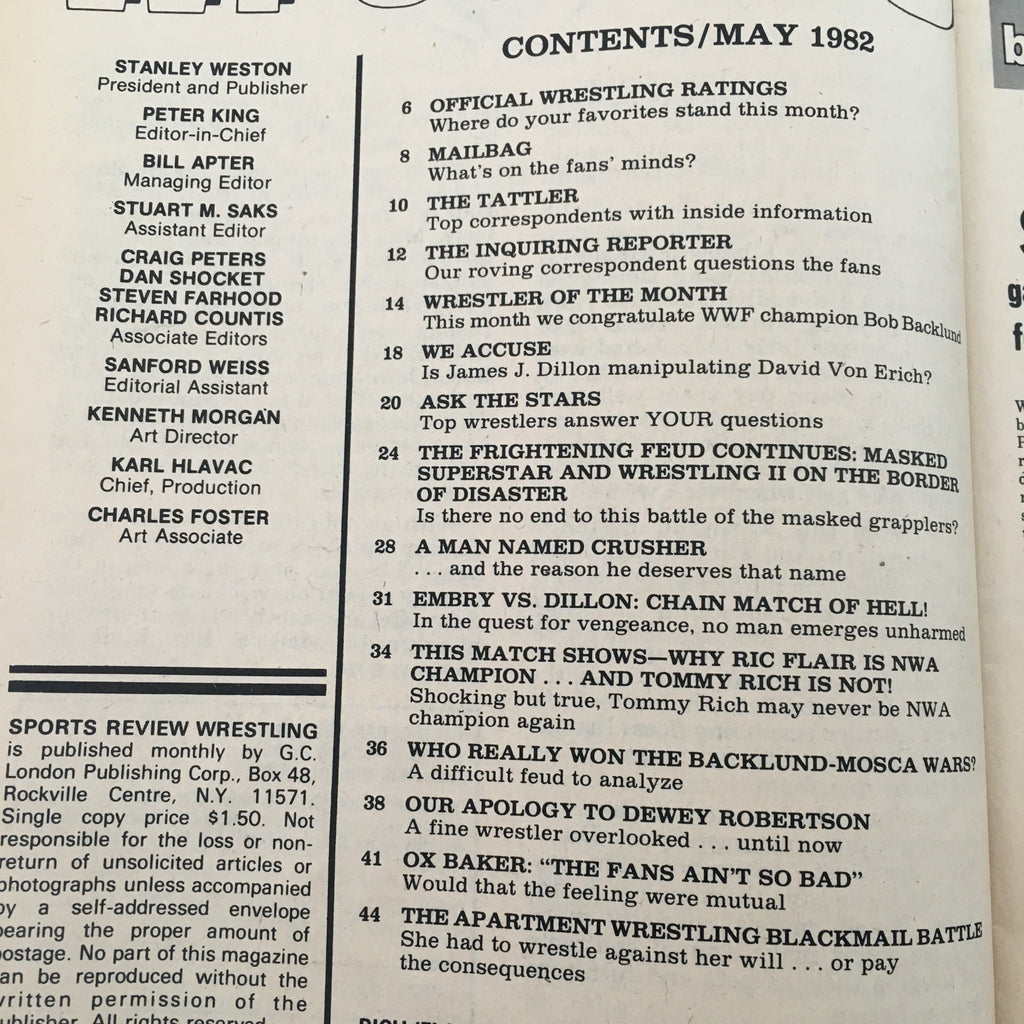 STANLEY WESTON
President and Publisher
PETER KING
Editor-in-Chief
BILL APTER
Managing Editor
STUART M. SAKS
Assistant Editor
CRAIG PETERS
DAN SHOCKET
STEVEN FARHOOD
RICHARD COUNTIS
Associate Editors
SANFORD WEISS
Editorial Assistant
KENNETH MORGAN
Art Director
KARL HLAVAC
Chief, Production
CHARLES FOSTER
Art Associate
SPORTS REVIEW WRESTLING
is published monthly by G.C.
London Publishing Corp., Box 48,
Rockville Centre, N.Y. 11571.
Single copy price $1.50. Not
responsible for the loss or non-
return of unsolicited articles or
photographs unless accompanied
by a self-addressed envelope
bearing the proper amount of
postage. No part of this magazine
can be reproduced without the
written permission of the
publisher. All rights reserved.
CONTENTS/MAY 1982
6 OFFICIAL WRESTLING RATINGS
Where do your favorites stand this month?
8 MAILBAG
What's on the fans' minds?
10 THE TATTLER
Top correspondents with inside information
12 THE INQUIRING REPORTER
Our roving correspondent questions the fans
14 WRESTLER OF THE MONTH
This month we congratulate WWF champion Bob Backlund
18 WE ACCUSE
Is James J. Dillon manipulating David Von Erich?
20 ASK THE STARS
Top wrestlers answer YOUR questions
24 THE FRIGHTENING FEUD CONTINUES: MASKED
SUPERSTAR AND WRESTLING II ON THE BORDER
OF DISASTER
Is there no end to this battle of the masked grapplers?
28 A MAN NAMED CRUSHER
. . . and the reason he deserves that name
31 EMBRY VS. DILLON: CHAIN MATCH OF HELL!
In the quest for vengeance, no man emerges unharmed
34 THIS MATCH SHOWS—WHY RIC FLAIR IS NWA
CHAMPION . . . AND TOMMY RICH IS NOT!
Shocking but true, Tommy Rich may never be NWA
champion again
36 WHO REALLY WON THE BACKLUND-MOSCA WARS?
A difficult feud to analyze
38 OUR APOLOGY TO DEWEY ROBERTSON
A fine wrestler overlooked . . . until now
41 OX BAKER: “THE FANS AIN'T SO BAD”
Would that the feeling were mutual
44 THE APARTMENT WRESTLING BLACKMAIL BATTLE
She had to wrestle against her will . . . or pay
the consequences